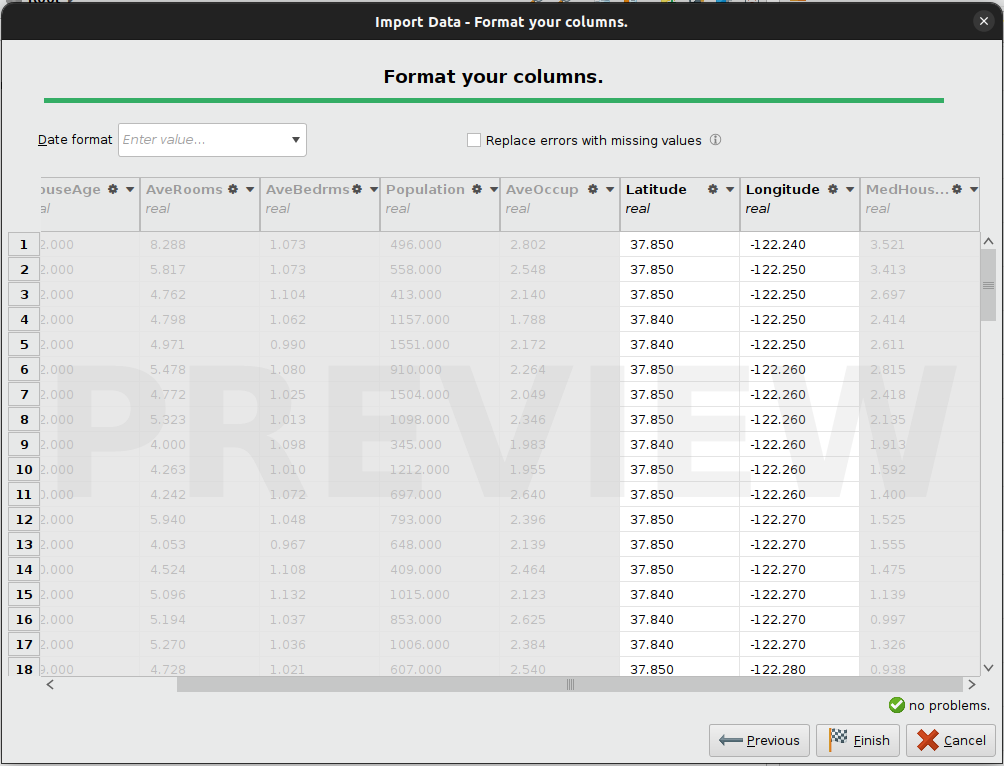 Import Data - Format your columns.
Format your columns.
Date format Enter value... Replace errors with missing values
ouseAge AveRooms AveBedrms Population AveOccup Latitude Longitude MedHous...
al real real real real real real real
1 2.000 8.288 1.073 496.000 2.802 37.850 -122.240 3.521
2 2.000 5.817 1.073 558.000 2.548 37.850 -122.250 3.413
3 2.000 4.762 1.104 413.000 2.140 37.850 -122.250 2.697
4 2.000 4.798 1.062 1157.000 1.788 37.840 -122.250 2.414
5 2.000 4.971 0.990 1551.000 2.172 37.840 -122.250 2.611
6 2.000 5.478 1.080 910.000 2.264 37.850 -122.260 2.815
7 2.000 4.772 1.025 1504.000 2.049 37.850 -122.260 2.418
8 2.000 5.323 1.013 1098.000 2.346 37.850 -122.260 2.135
9 2.000 4.000 1.098 345.000 1.983 37.840 -122.260 1.913
10 2.000 4.263 1.010 1212.000 1.955 37.850 -122.260 1.592
11 0.000 4.242 1.072 697.000 2.640 37.850 -122.260 1.400
12 2.000 5.940 1.048 793.000 2.396 37.850 -122.270 1.525
13 2.000 4.053 0.967 648.000 2.139 37.850 -122.270 1.555
14 0.000 4.524 1.108 409.000 2.464 37.850 -122.270 1.475
15 2.000 5.096 1.132 1015.000 2.123 37.840 -122.270 1.139
16 2.000 5.194 1.037 853.000 2.625 37.840 -122.270 0.997
17 2.000 5.270 1.036 1006.000 2.384 37.840 -122.270 1.326
18 9.000 4.728 1.021 607.000 2.540 37.850 -122.280 0.938
PREVIEW
no problems.
Previous Finish Cancel